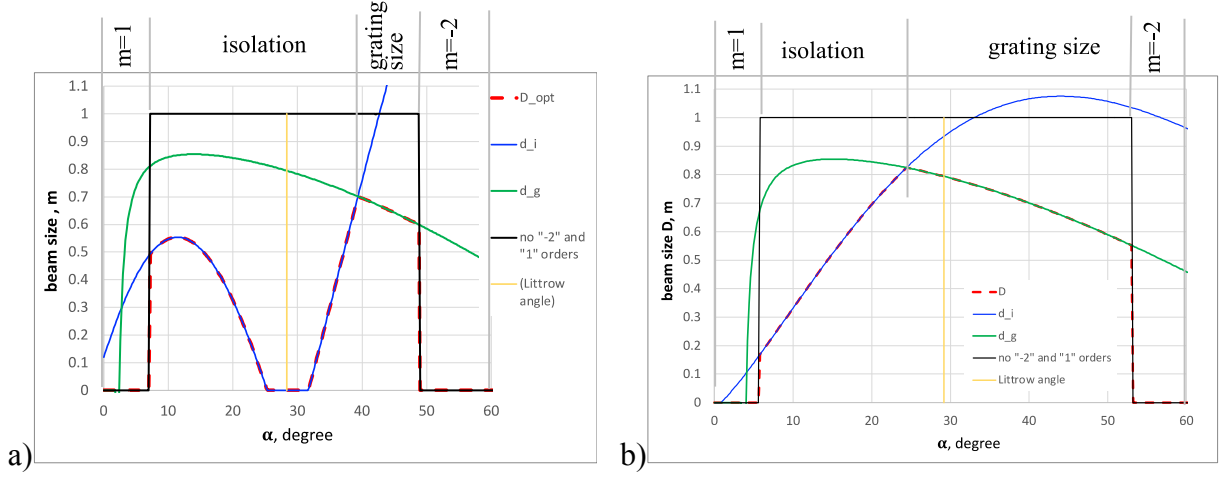 m=1
isolation
grating
size
m=-2
1.1
1
0.9
0.8
0.7
0.6
0.5
0.4
0.3
0.2
0.1
0
beam size , m
0 10 20 30 40 50 60
α, degree
D_opt
d_i
d_g
no "-2" and
"1" orders
(Littrow
angle)
a)
m=1
isolation
grating size
m=-2
1.1
1
0.9
0.8
0.7
0.6
0.5
0.4
0.3
0.2
0.1
0
beam size D, m
0 10 20 30 40 50 60
α, degree
D
d_i
d_g
no "-2" and "1" orders
Littrow angle
b)